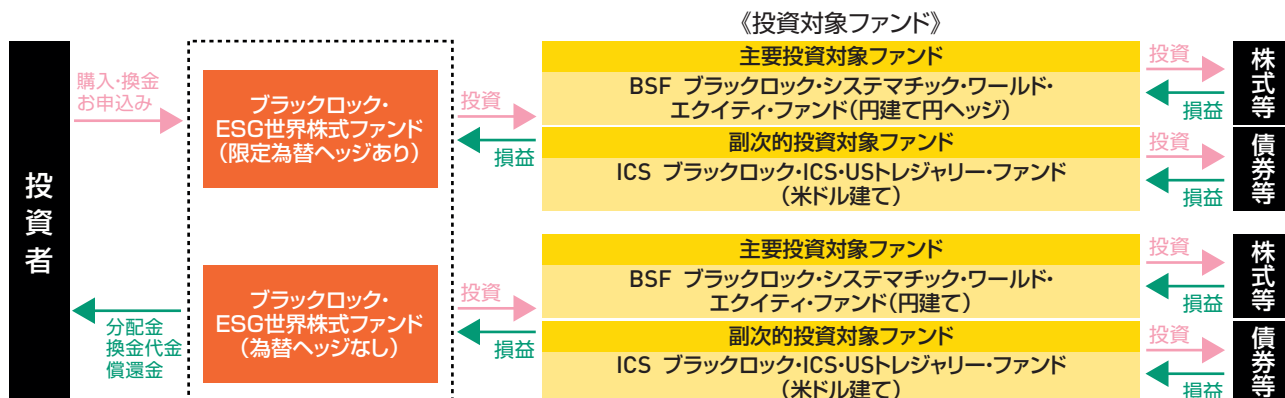 《投資対象ファンド》
投資者
購入・換金
お申込み
分配金
換金代金
償還金
ブラックロック・
ESG世界株式ファンド
(限定為替ヘッジあり)
投資
損益
主要投資対象ファンド
BSF ブラックロック・システマチック・ワールド・
エクイティ・ファンド(円建て円ヘッジ)
投資
損益
株式等
副次的投資対象ファンド
ICS ブラックロック・ICS・USトレジャリー・ファンド
(米ドル建て)
投資
損益
債券等
ブラックロック・
ESG世界株式ファンド
(為替ヘッジなし)
投資
損益
主要投資対象ファンド
BSF ブラックロック・システマチック・ワールド・
エクイティ・ファンド(円建て)
投資
損益
株式等
副次的投資対象ファンド
ICS ブラックロック・ICS・USトレジャリー・ファンド
(米ドル建て)
投資
損益
債券等